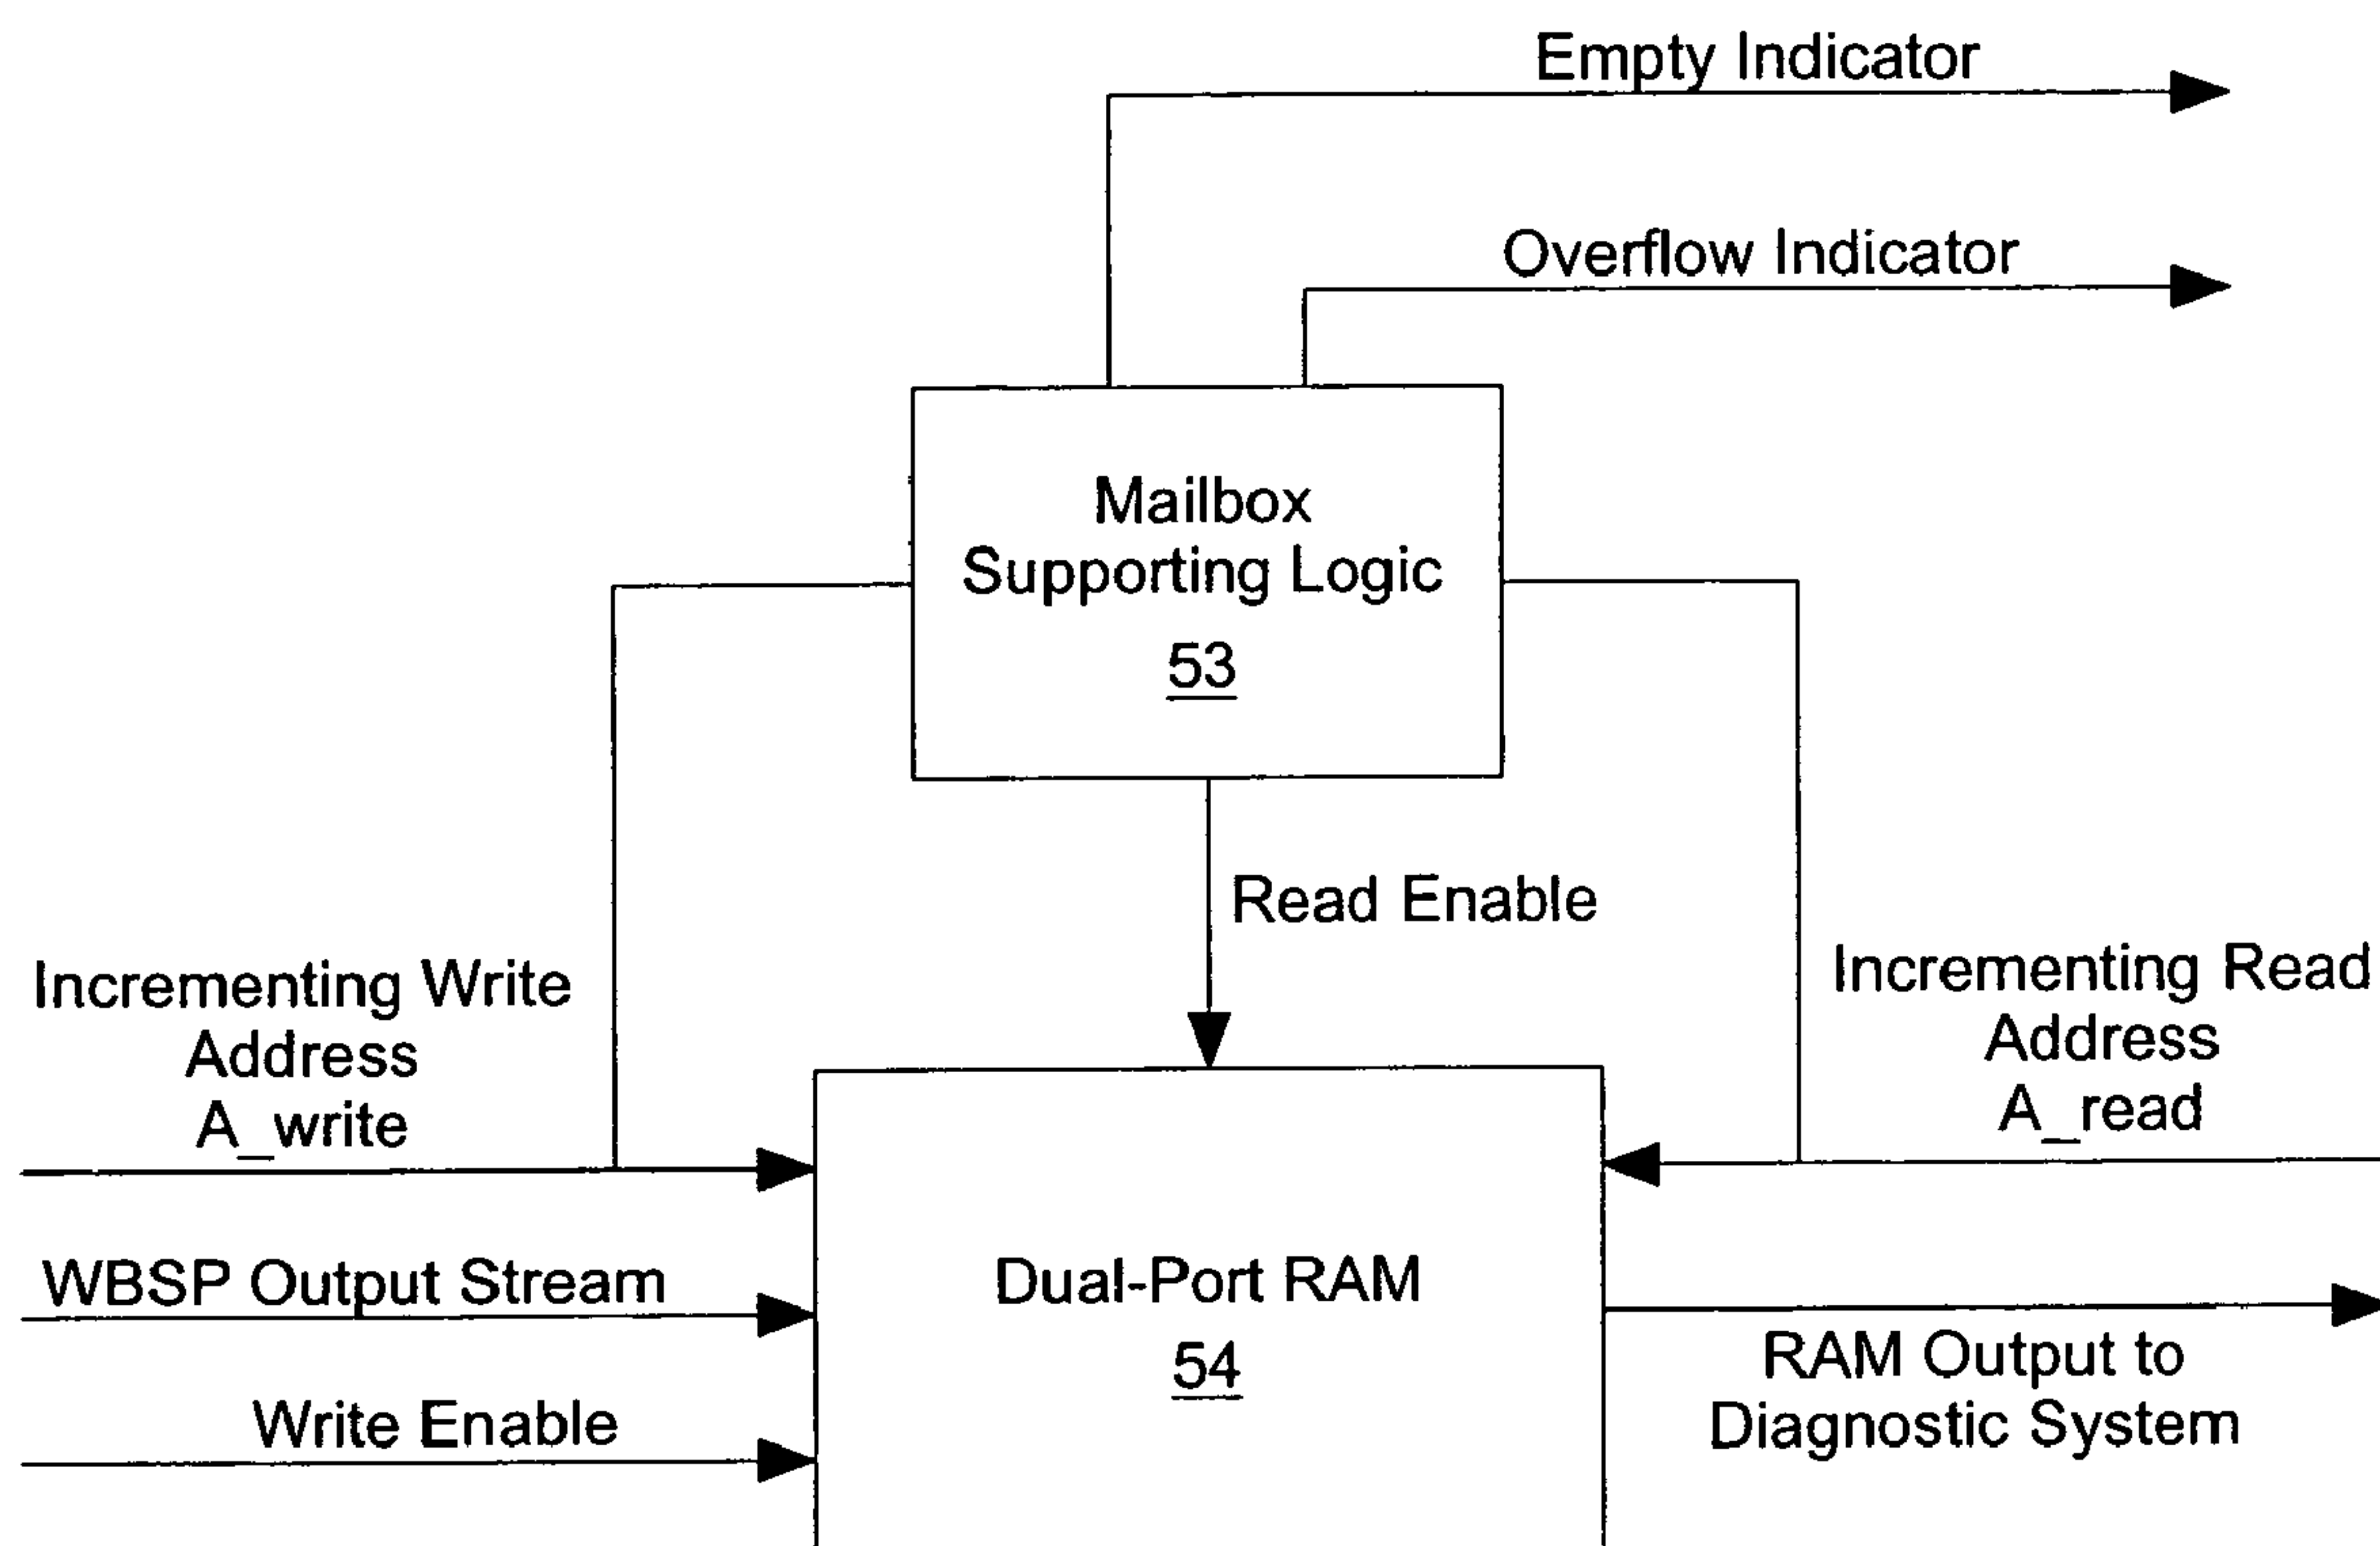 Empty Indicator
Overflow Indicator
Mailbox
Supporting Logic
53
Read Enable
Incrementing Write
Address
A_write
Incrementing Read
Address
A_read
WBSP Output Stream
Write Enable
Dual-Port RAM
54
RAM Output to
Diagnostic System